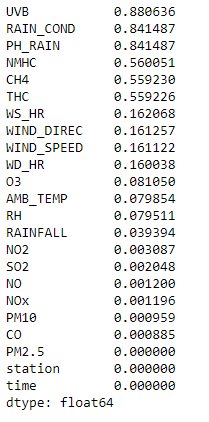 UVB 0.880636
RAIN_COND 0.841487
PH_RAIN 0.841487
NMHC 0.560051
CH4 0.559230
THC 0.559226
WS_HR 0.162068
WIND_DIREC 0.161257
WIND_SPEED 0.161122
WD_HR 0.160038
O3 0.081050
AMB_TEMP 0.079854
RH 0.079511
RAINFALL 0.039394
NO2 0.003087
SO2 0.002048
NO 0.001200
NOx 0.001196
PM10 0.000959
CO 0.000885
PM2.5 0.000000
station 0.000000
time 0.000000
dtype: float64